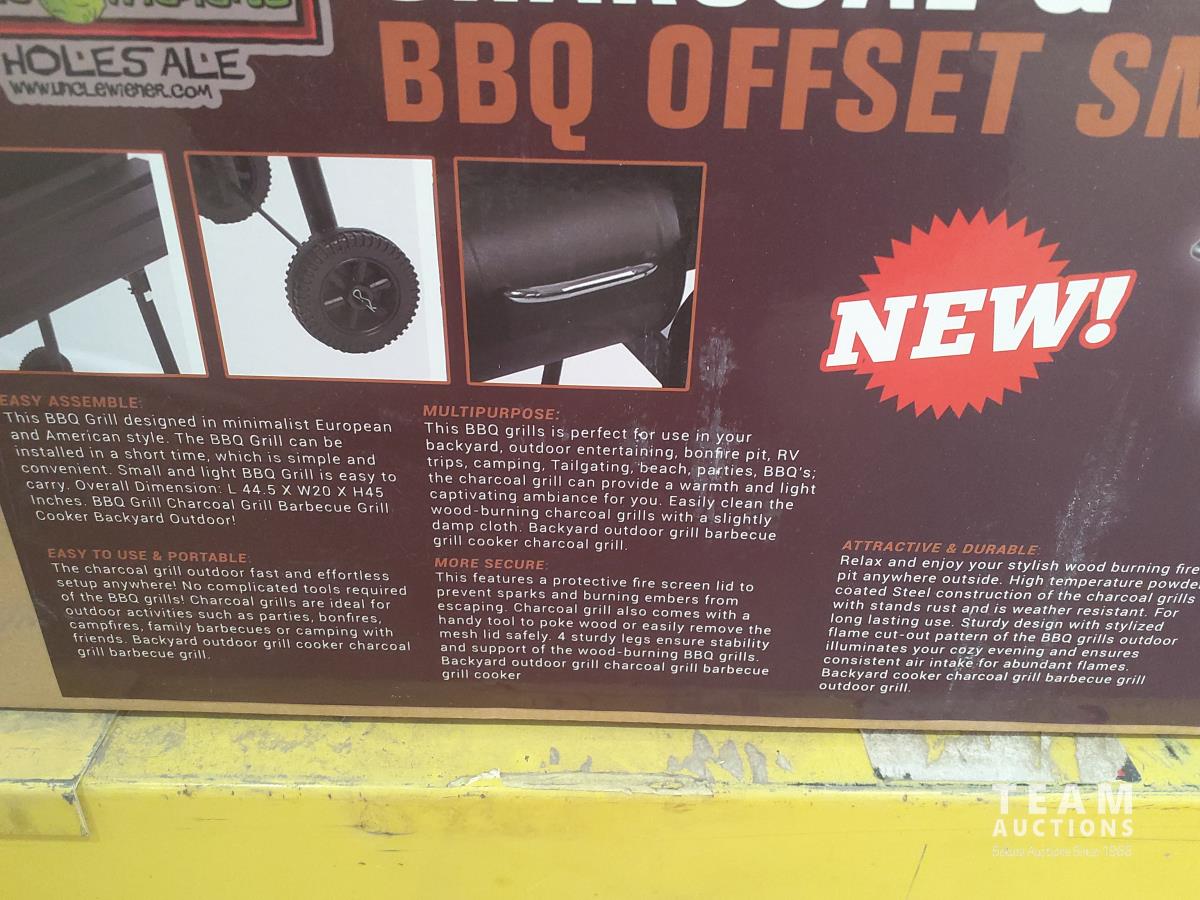 HOLESALE
www.UNCLEWIENER.COM
BBQ OFFSET
NEW!
EASY ASSEMBLE:
This BBQ Grill designed in minimalist European
and American style. The BBQ Grill can be
installed in a short time, which is simple and
convenient. Small and light BBQ Grill is easy to
carry. Overall Dimension: L 44.5 X W20 X H45
Inches. BBQ Grill Charcoal Grill Barbecue Grill
Cooker Backyard Outdoor!
EASY TO USE & PORTABLE:
The charcoal grill outdoor fast and effortless
setup anywhere! No complicated tools required
of the BBQ grills! Charcoal grills are ideal for
outdoor activities such as parties, bonfires,
campfires, family barbecues or camping with
friends. Backyard outdoor grill cooker charcoal
grill barbecue grill.
MULTIPURPOSE:
This BBQ grills is perfect for use in your
backyard, outdoor entertaining, bonfire pit, RV
trips, camping, Tailgating, beach, parties, BBQ's;
the charcoal grill can provide a warmth and light
captivating ambiance for you. Easily clean the
wood-burning charcoal grills with a slightly
damp cloth. Backyard outdoor grill barbecue
grill cooker charcoal grill.
MORE SECURE:
This features a protective fire screen lid to
prevent sparks and burning embers from
escaping. Charcoal grill also comes with a
handy tool to poke wood or easily remove the
mesh lid safely. 4 sturdy legs ensure stability
and support of the wood-burning BBQ grills.
Backyard outdoor grill charcoal grill barbecue
grill cooker
ATTRACTIVE & DURABLE:
Relax and enjoy your stylish wood burning fire
pit anywhere outside. High temperature powde
coated Steel construction of the charcoal grills
with stands rust and is weather resistant. For
long lasting use. Sturdy design with stylized
flame cut-out pattern of the BBQ grills outdoor
illuminates your cozy evening and ensures
consistent air intake for abundant flames.
Backyard cooker charcoal grill barbecue grill
outdoor grill.
TEAM
AUCTIONS
Secure Auctions Since 1968